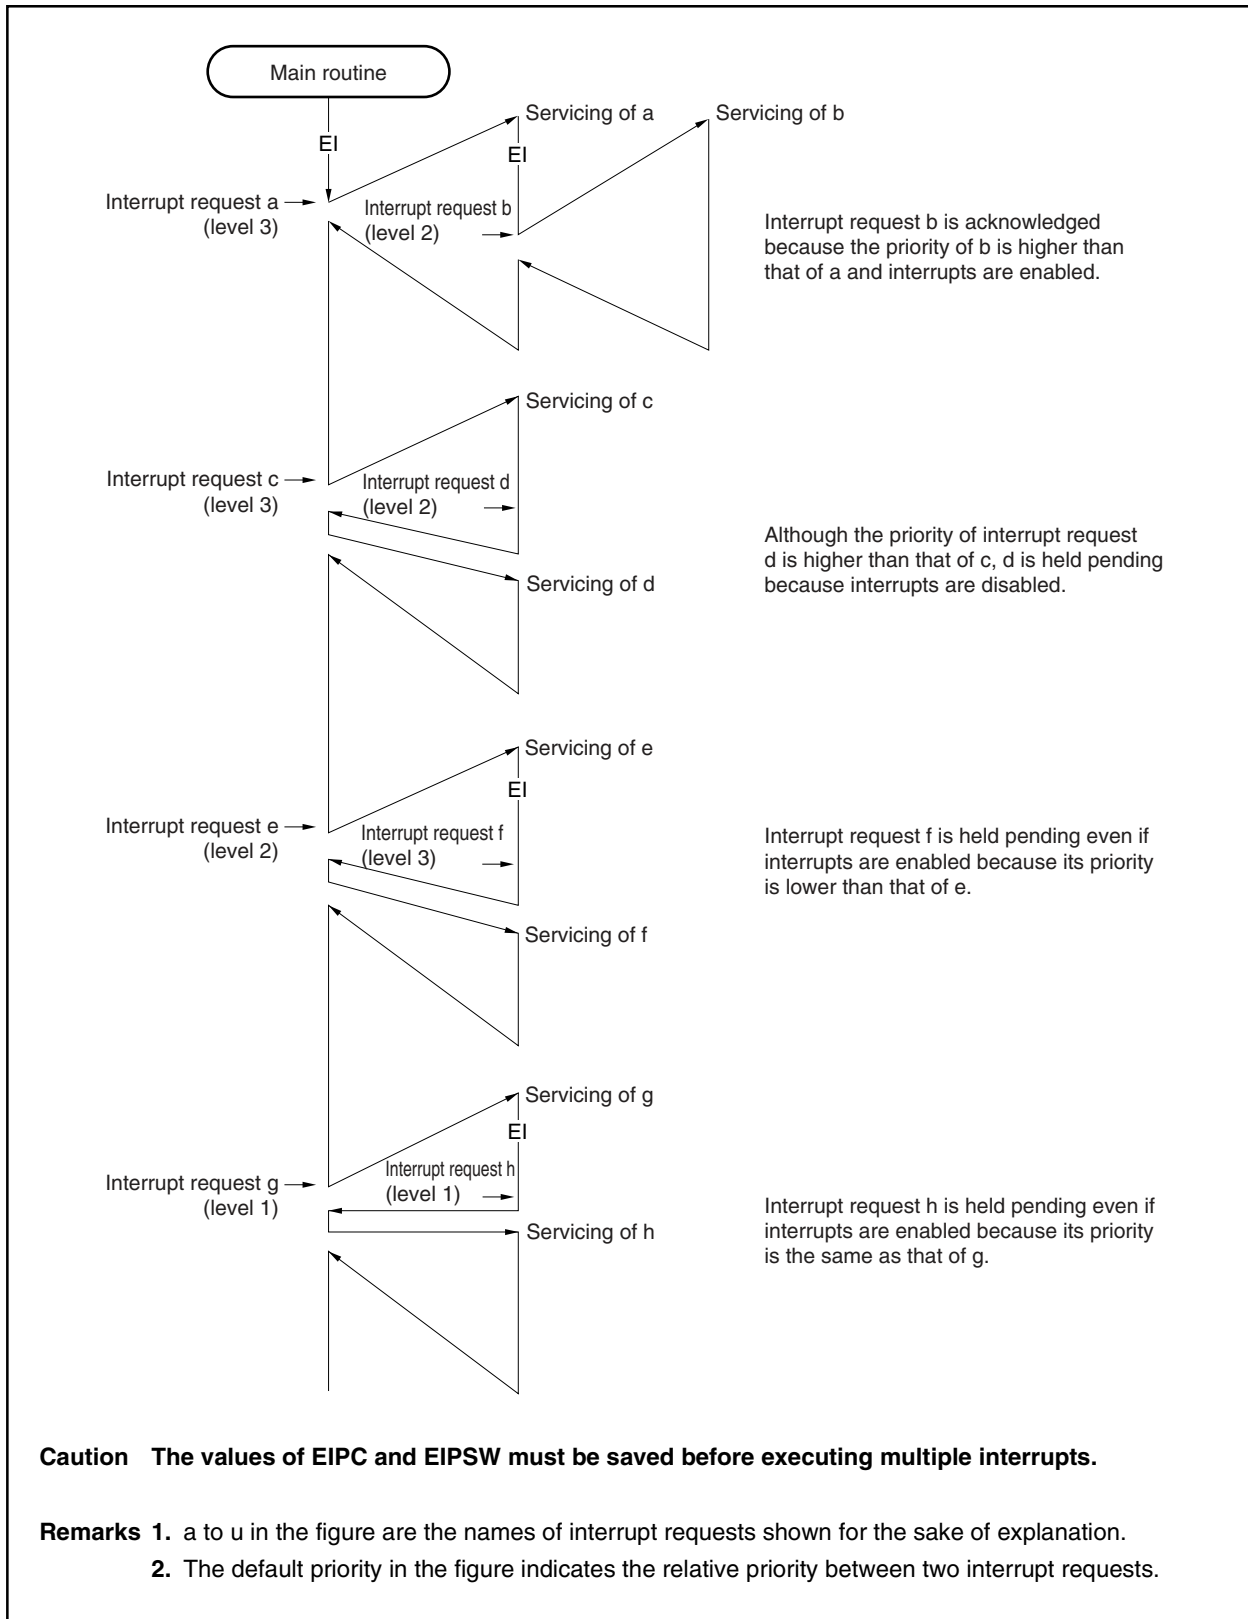 Main routine
EI
Servicing of a
Servicing of b
EI
Interrupt request a
(level 3)
Interrupt request b
(level 2)
Interrupt request b is acknowledged
because the priority of b is higher than
that of a and interrupts are enabled.
Servicing of c
Interrupt request c
(level 3)
Interrupt request d
(level 2)
Although the priority of interrupt request
d is higher than that of c, d is held pending
because interrupts are disabled.
Servicing of d
Servicing of e
EI
Interrupt request e
(level 2)
Interrupt request f
(level 3)
Interrupt request f is held pending even if
interrupts are enabled because its priority
is lower than that of e.
Servicing of f
Servicing of g
EI
Interrupt request g
(level 1)
Interrupt request h
(level 1)
Interrupt request h is held pending even if
interrupts are enabled because its priority
is the same as that of g.
Servicing of h
Caution The values of EIPC and EIPSW must be saved before executing multiple interrupts.
Remarks 1. a to u in the figure are the names of interrupt requests shown for the sake of explanation.
2. The default priority in the figure indicates the relative priority between two interrupt requests.